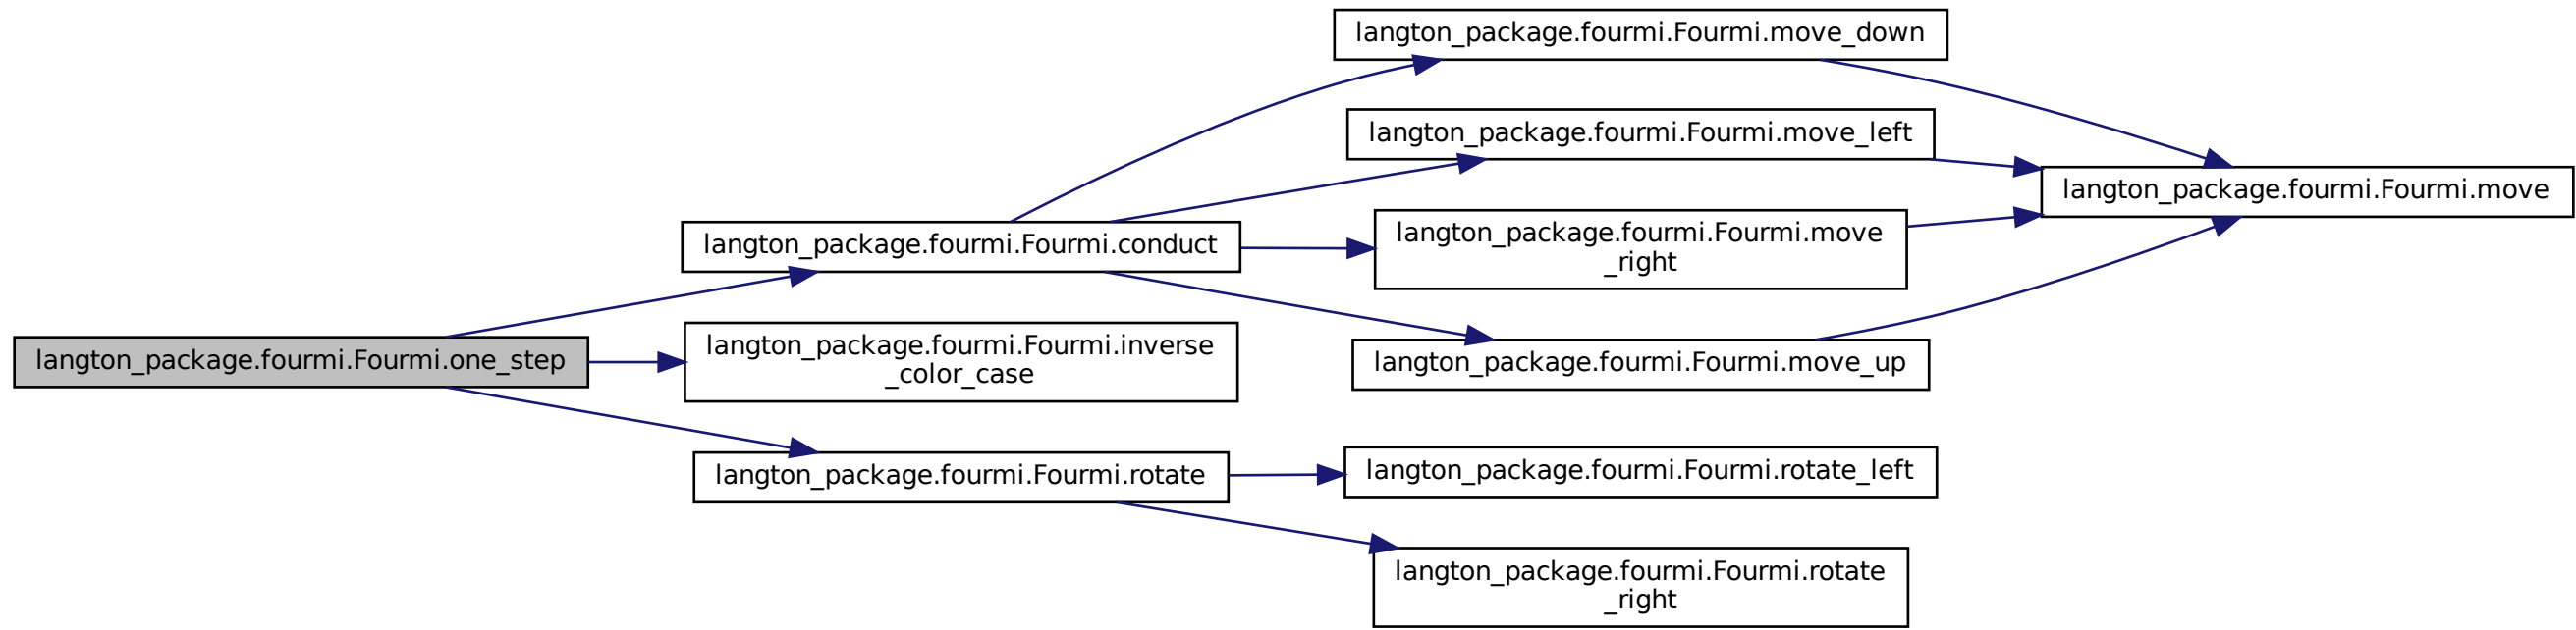 langton_package.fourmi.Fourmi.one_step
langton_package.fourmi.Fourmi.conduct
langton_package.fourmi.Fourmi.inverse
_color_case
langton_package.fourmi.Fourmi.rotate
langton_package.fourmi.Fourmi.move_down
langton_package.fourmi.Fourmi.move_left
langton_package.fourmi.Fourmi.move
_right
langton_package.fourmi.Fourmi.move_up
langton_package.fourmi.Fourmi.rotate_left
langton_package.fourmi.Fourmi.rotate
_right
langton_package.fourmi.Fourmi.move